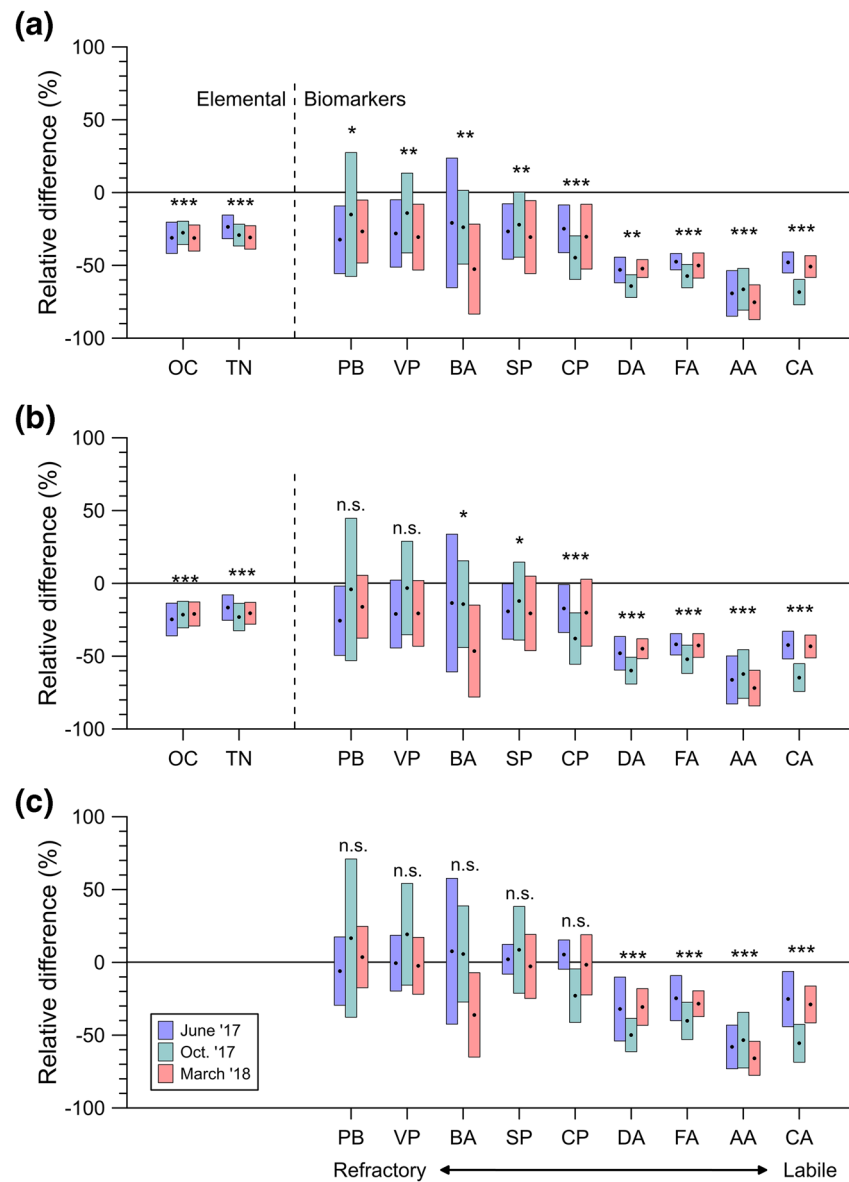 (a)
Relative difference (%)
100
50
0
-50
-100
Elemental
Biomarkers
*** *** * ** ** ** *** ** *** *** ***
OC TN PB VP BA SP CP DA FA AA CA
(b)
Relative difference (%)
100
50
0
-50
-100
*** *** n.s. n.s. * * *** *** *** *** ***
OC TN PB VP BA SP CP DA FA AA CA
(c)
Relative difference (%)
100
50
0
-50
-100
n.s. n.s. n.s. n.s. n.s. *** *** *** ***
June '17
Oct. '17
March '18
PB VP BA SP CP DA FA AA CA
Refractory Labile